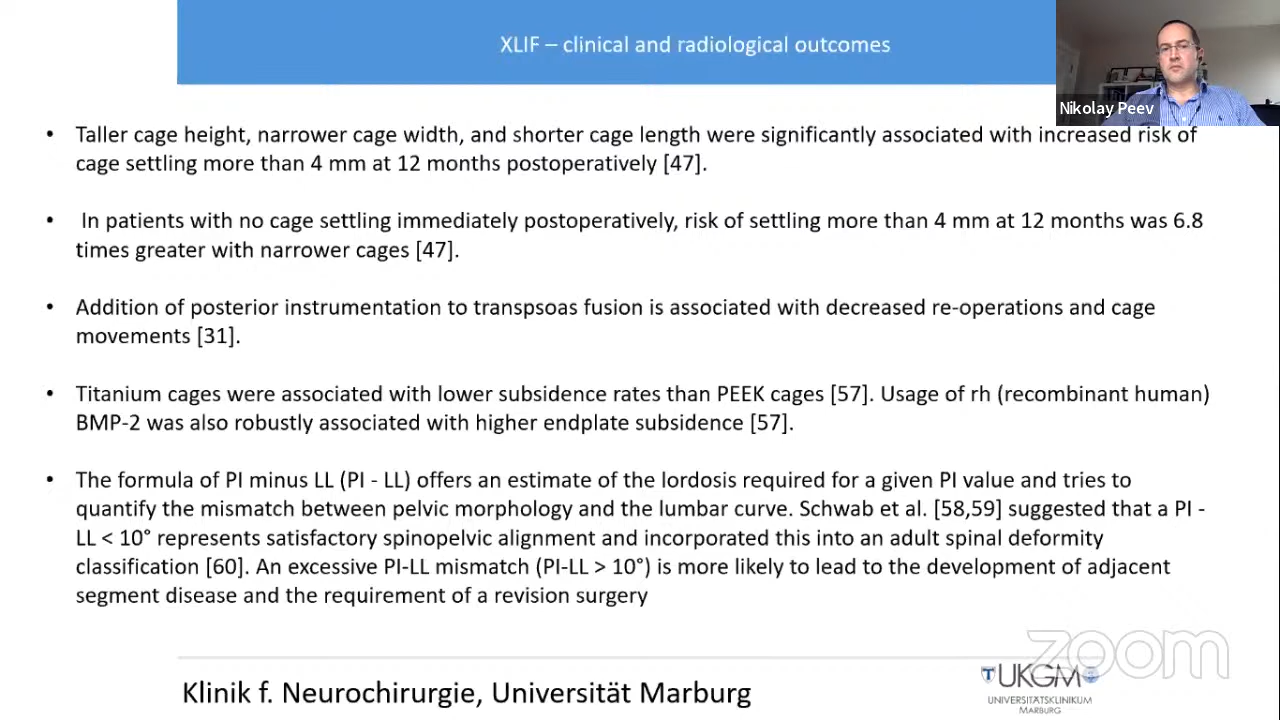 XLIF – clinical and radiological outcomes
Nikolay Peev
• Taller cage height, narrower cage width, and shorter cage length were significantly associated with increased risk of
cage settling more than 4 mm at 12 months postoperatively [47].
• In patients with no cage settling immediately postoperatively, risk of settling more than 4 mm at 12 months was 6.8
times greater with narrower cages [47].
• Addition of posterior instrumentation to transpsoas fusion is associated with decreased re-operations and cage
movements [31].
• Titanium cages were associated with lower subsidence rates than PEEK cages [57]. Usage of rh (recombinant human)
BMP-2 was also robustly associated with higher endplate subsidence [57].
• The formula of PI minus LL (PI - LL) offers an estimate of the lordosis required for a given PI value and tries to
quantify the mismatch between pelvic morphology and the lumbar curve. Schwab et al. [58,59] suggested that a PI -
LL < 10° represents satisfactory spinopelvic alignment and incorporated this into an adult spinal deformity
classification [60]. An excessive PI-LL mismatch (PI-LL > 10°) is more likely to lead to the development of adjacent
segment disease and the requirement of a revision surgery
zoom
Klinik f. Neurochirurgie, Universität Marburg
UKGM
UNIVERSITÄTSKLINIKUM
MARBURG